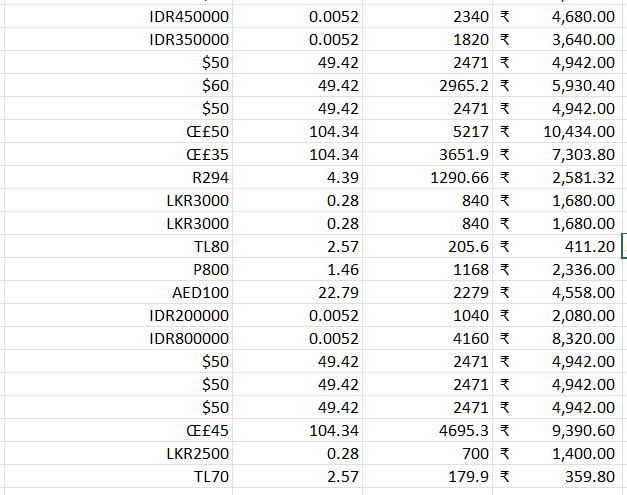 IDR450000 0.0052 2340 ₹ 4,680.00
IDR350000 0.0052 1820 ₹ 3,640.00
$50 49.42 2471 ₹ 4,942.00
$60 49.42 2965.2 ₹ 5,930.40
$50 49.42 2471 ₹ 4,942.00
Œ£50 104.34 5217 ₹ 10,434.00
Œ£35 104.34 3651.9 ₹ 7,303.80
R294 4.39 1290.66 ₹ 2,581.32
LKR3000 0.28 840 ₹ 1,680.00
LKR3000 0.28 840 ₹ 1,680.00
TL80 2.57 205.6 ₹ 411.20
P800 1.46 1168 ₹ 2,336.00
AED100 22.79 2279 ₹ 4,558.00
IDR200000 0.0052 1040 ₹ 2,080.00
IDR800000 0.0052 4160 ₹ 8,320.00
$50 49.42 2471 ₹ 4,942.00
$50 49.42 2471 ₹ 4,942.00
$50 49.42 2471 ₹ 4,942.00
Œ£45 104.34 4695.3 ₹ 9,390.60
LKR2500 0.28 700 ₹ 1,400.00
TL70 2.57 179.9 ₹ 359.80